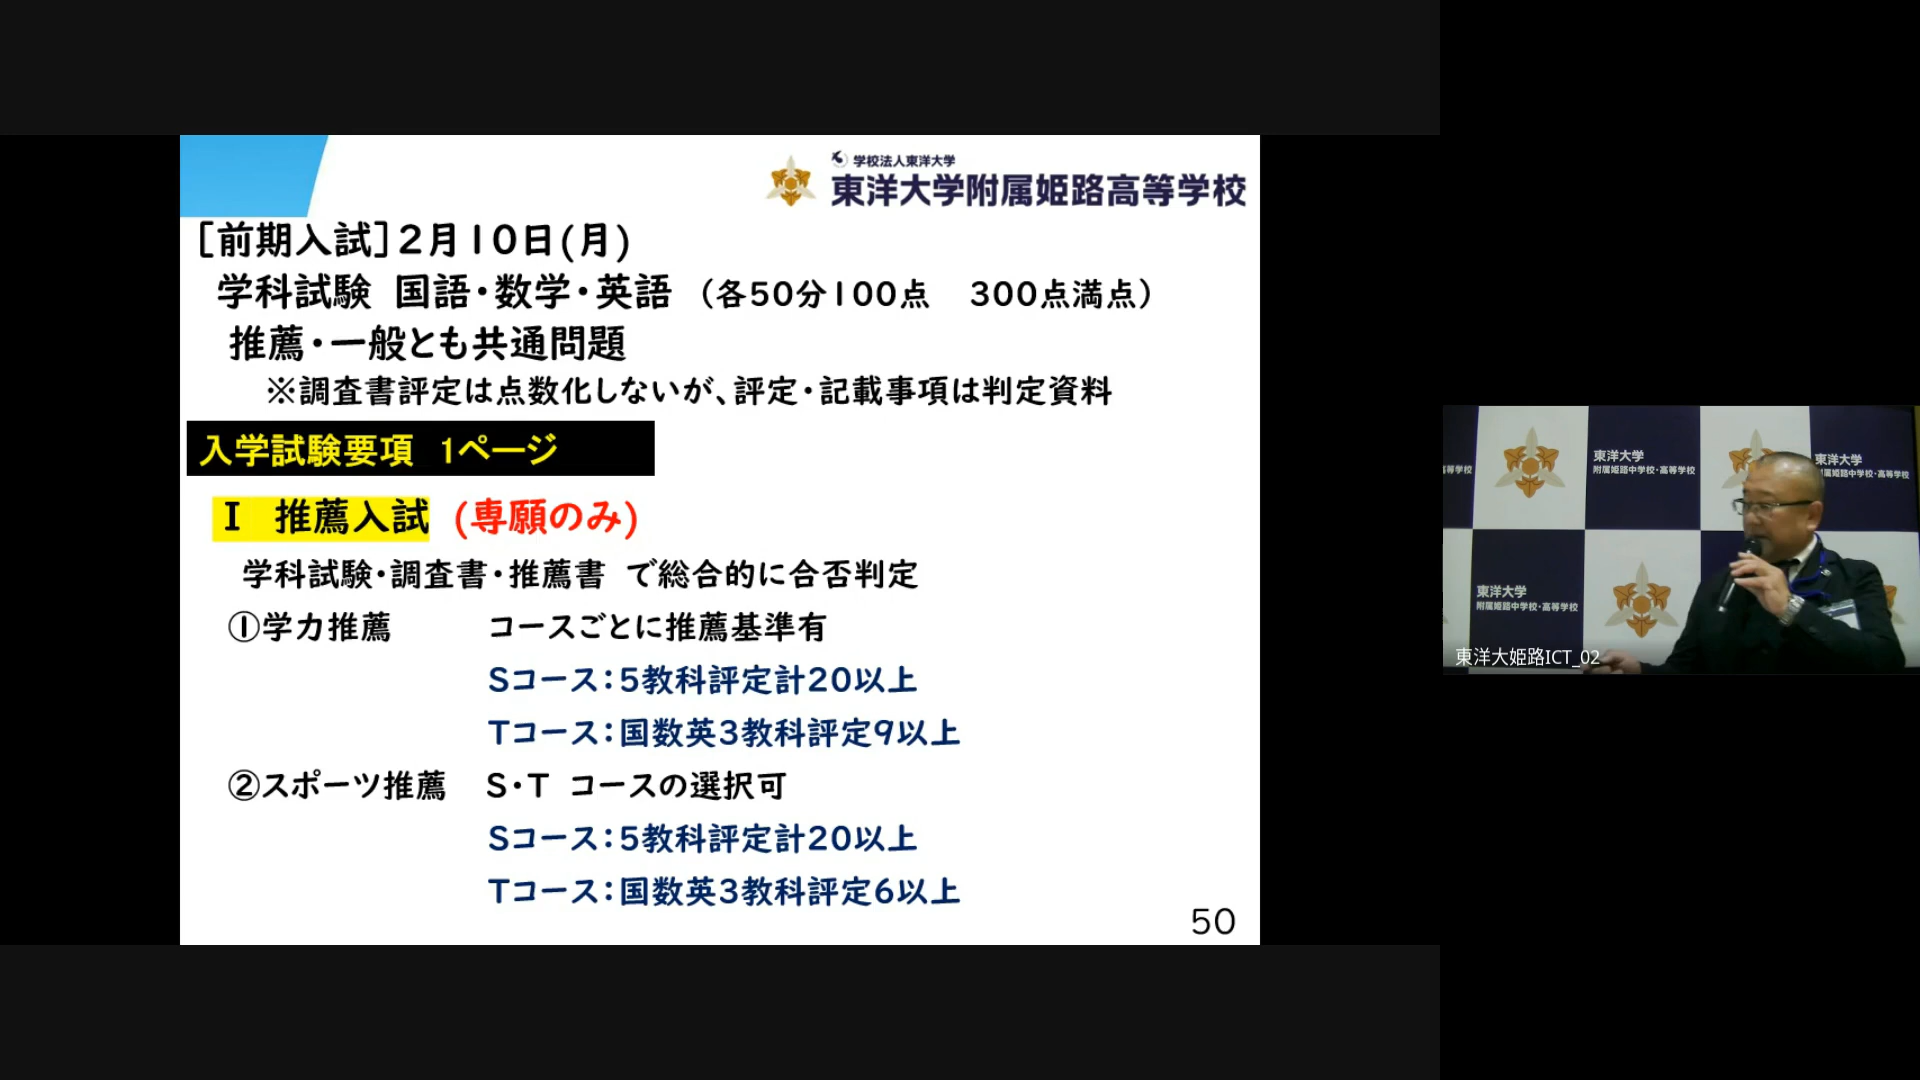 学校法人東洋大学
東洋大学附属姫路高等学校
[前期入試]2月10日(月)
学科試験 国語・数学・英語 (各50分100点 300点満点)
推薦・一般とも共通問題
※調査書評定は点数化しないが、評定・記載事項は判定資料
入学試験要項 1ページ
Ⅰ 推薦入試 (専願のみ)
学科試験・調査書・推薦書 で総合的に合否判定
①学力推薦 コースごとに推薦基準有
Sコース:5教科評定計20以上
Tコース:国数英3教科評定9以上
②スポーツ推薦 S・T コースの選択可
Sコース:5教科評定計20以上
Tコース:国数英3教科評定6以上
50
等学校
東洋大学
附属姫路中学校・高等学校
東洋大学
属姫路中学校・高等学校
東洋大学
附属姫路中学校・高等学校
東洋大姫路ICT_02